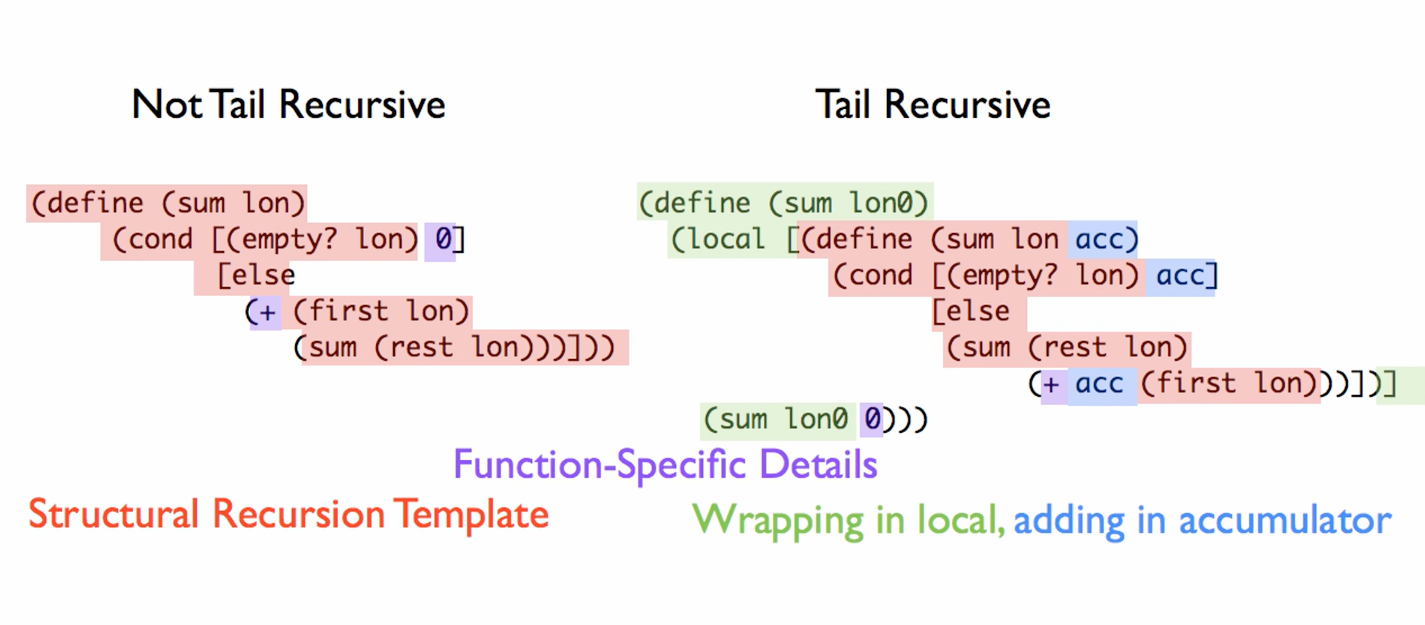 Not Tail Recursive
(define (sum lon)
(cond [(empty? lon) 0]
[else
(+ (first lon)
(sum (rest lon)))]))
Tail Recursive
(define (sum lon0)
(local [(define (sum lon acc)
(cond [(empty? lon) acc]
[else
(sum (rest lon)
(+ acc (first lon)))])]
(sum lon0 0)))
Function-Specific Details
Structural Recursion Template
Wrapping in local, adding in accumulator